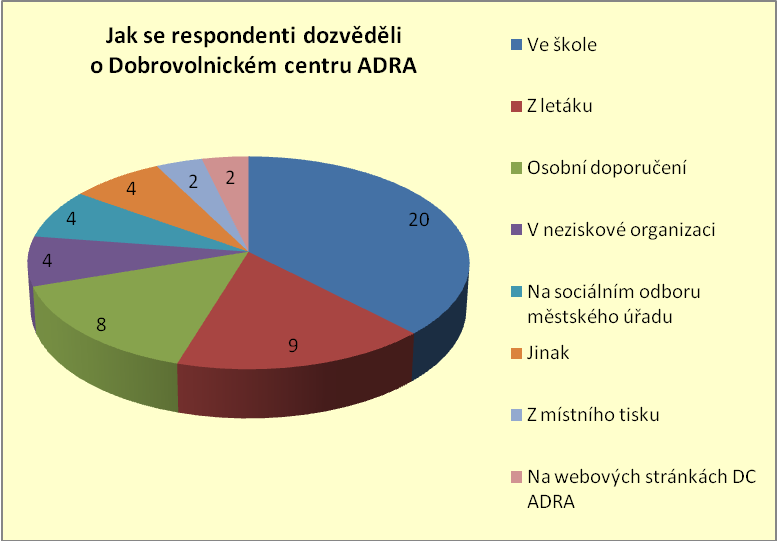 Jak se respondenti dozvěděli
o Dobrovolnickém centru ADRA
Ve škole
Z letáku
Osobní doporučení
V neziskové organizaci
Na sociálním odboru
městského úřadu
Jinak
Z místního tisku
Na webových stránkách DC
ADRA
20
9
8
4
4
4
2
2